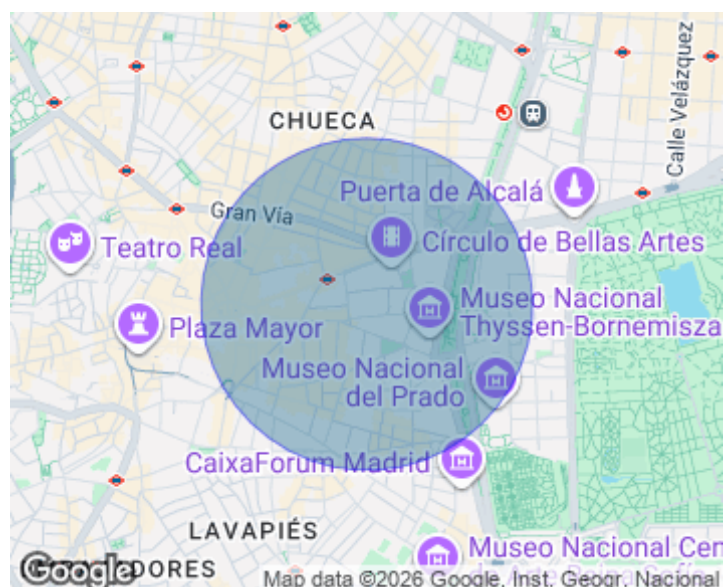 CHUECA
Calle Velázquez
Puerta de Alcalá
Gran Vía
Círculo de Bellas Artes
Teatro Real
Museo Nacional
Thyssen-Bornemisza
Plaza Mayor
Museo Nacional
del Prado
CaixaForum Madrid
LAVAPIÉS
Museo Nacional Cen
Google
Map data ©2026 Google, Inst. Geogr. Nacional